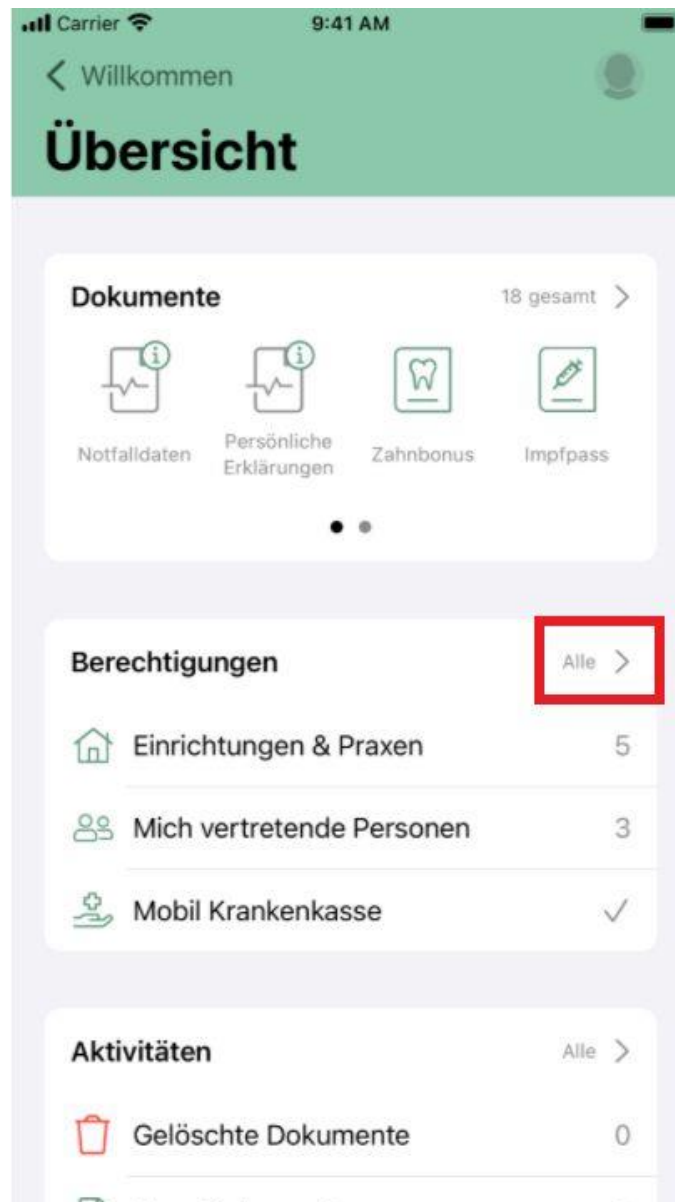 Carrier 9:41 AM
Willkommen
Übersicht
Dokumente 18 gesamt
Notfalldaten Persönliche Erklärungen Zahnbonus Impfpass
Berechtigungen Alle
Einrichtungen & Praxen 5
Mich vertretende Personen 3
Mobil Krankenkasse
Aktivitäten Alle
Gelöschte Dokumente 0